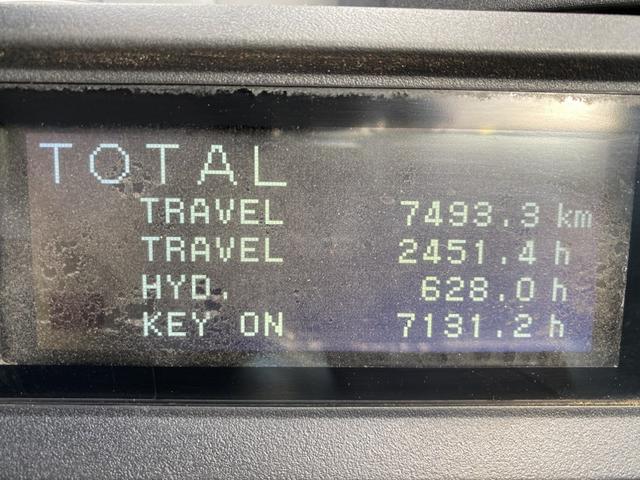 TOTAL
TRAVEL 7493.3 km
TRAVEL 2451.4 h
HYD. 628.0 h
KEY ON 7131.2 h